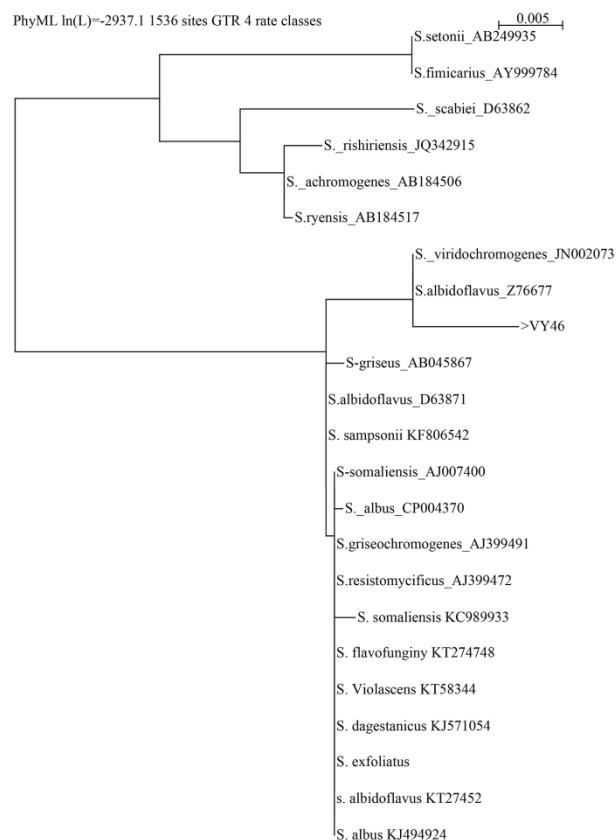 PhyML ln(L)=-2937.1 1536 sites GTR 4 rate classes
0.005
S.setonii_AB249935
S.fimicarius_AY999784
S._scabiei_D63862
S._rishiriensis_JQ342915
S._achromogenes_AB184506
S.ryensis_AB184517
S._viridochromogenes_JN002073
S.albidoflavus_Z76677
>VY46
S-griseus_AB045867
S.albidoflavus_D63871
S. sampsonii KF806542
S-somaliensis_AJ007400
S._albus_CP004370
S.griseochromogenes_AJ399491
S.resistomycificus_AJ399472
S. somaliensis KC989933
S. flavofunginy KT274748
S. Violascens KT58344
S. dagestanicus KJ571054
S. exfoliatus
s. albidoflavus KT27452
S. albus KJ494924